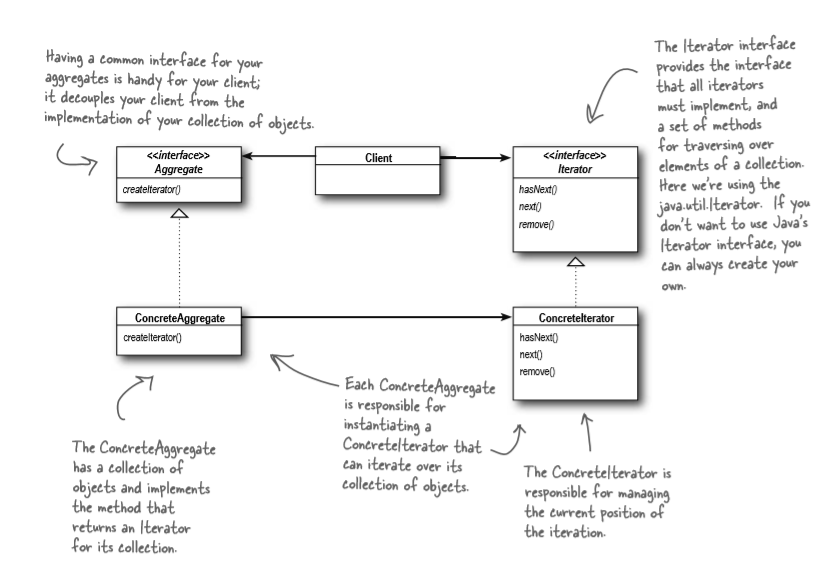 Having a common interface for your
aggregates is handy for your client;
it decouples your client from the
implementation of your collection of objects.
The Iterator interface
provides the interface
that all iterators
must implement, and
a set of methods
for traversing over
elements of a collection.
Here we're using the
java.util.Iterator. If you
don't want to use Java's
Iterator interface, you
can always create your
own.
<<interface>>
Aggregate
createIterator()
Client
<<interface>>
Iterator
hasNext()
next()
remove()
ConcreteAggregate
createIterator()
ConcreteIterator
hasNext()
next()
remove()
Each ConcreteAggregate
is responsible for
instantiating a
ConcreteIterator that
can iterate over its
collection of objects.
The ConcreteAggregate
has a collection of
objects and implements
the method that
returns an Iterator
for its collection.
The ConcreteIterator is
responsible for managing
the current position of
the iteration.